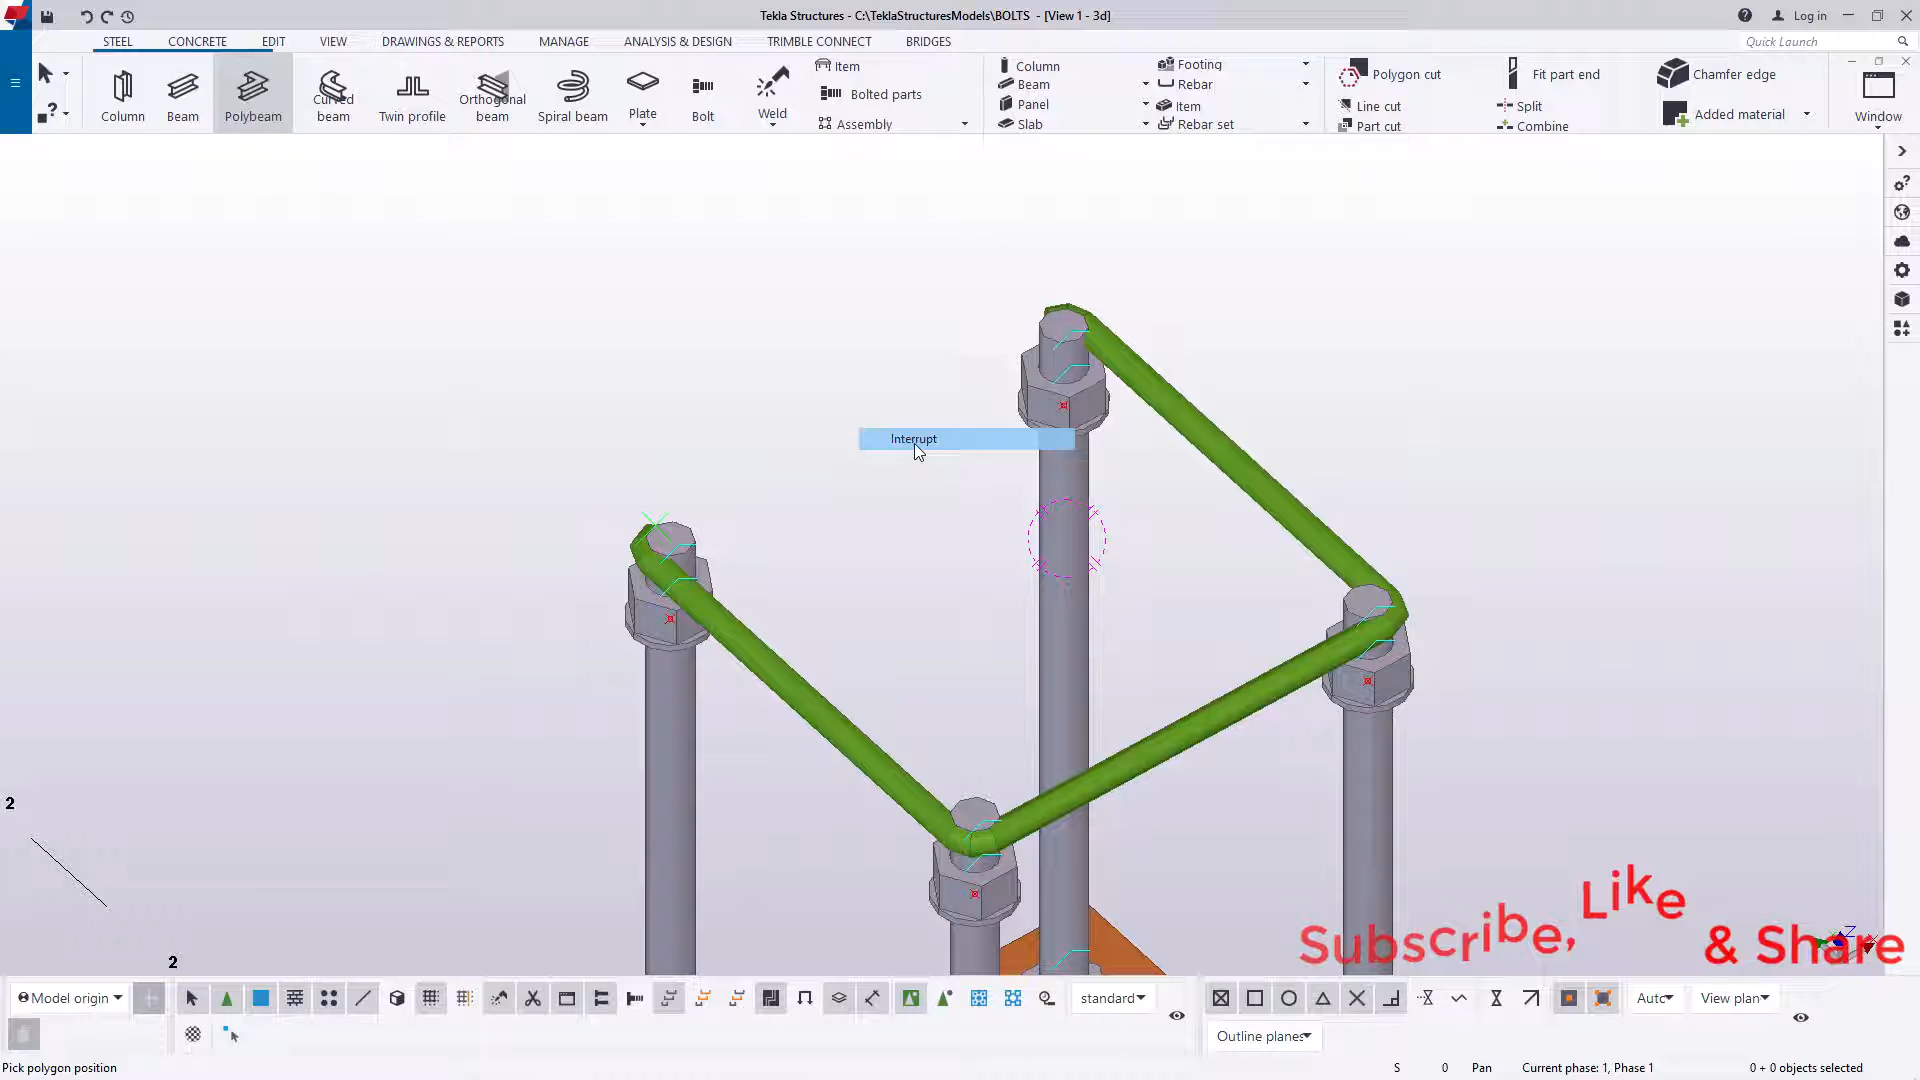 Tekla Structures - C:\TeklaStructuresModels\BOLTS - [View 1 - 3d]
Log in
STEEL CONCRETE EDIT VIEW DRAWINGS & REPORTS MANAGE ANALYSIS & DESIGN TRIMBLE CONNECT BRIDGES
Quick Launch
Column
Beam
Polybeam
Curved beam
Twin profile
Orthogonal beam
Spiral beam
Plate
Bolt
Weld
Item
Bolted parts
Assembly
Column
Beam
Panel
Slab
Footing
Rebar
Item
Rebar set
Polygon cut
Line cut
Part cut
Fit part end
Split
Combine
Chamfer edge
Added material
Window
Interrupt
2
2
Z
Subscribe, Like
& Share
Model origin
standard
Auto
View plan
Outline planes
Pick polygon position
S 0 Pan Current phase: 1, Phase 1 0 + 0 objects selected